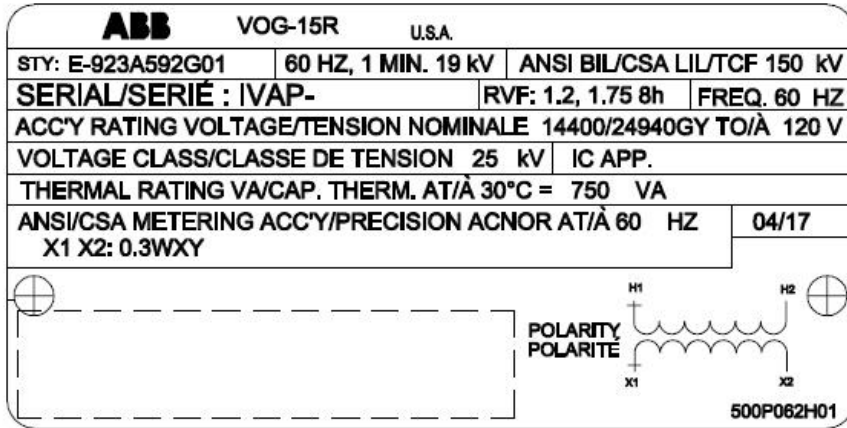 ABB VOG-15R U.S.A.
STY: E-923A592G01 60 HZ, 1 MIN. 19 kV ANSI BIL/CSA LIL/TCF 150 kV
SERIAL/SERIÉ : IVAP- RVF: 1.2, 1.75 8h FREQ. 60 HZ
ACC'Y RATING VOLTAGE/TENSION NOMINALE 14400/24940GY TO/À 120 V
VOLTAGE CLASS/CLASSE DE TENSION 25 kV IC APP.
THERMAL RATING VA/CAP. THERM. AT/À 30°C = 750 VA
ANSI/CSA METERING ACC'Y/PRECISION ACNOR AT/À 60 HZ 04/17
X1 X2: 0.3WXY
H1 H2
POLARITY
POLARITÉ
X1 X2
500P062H01